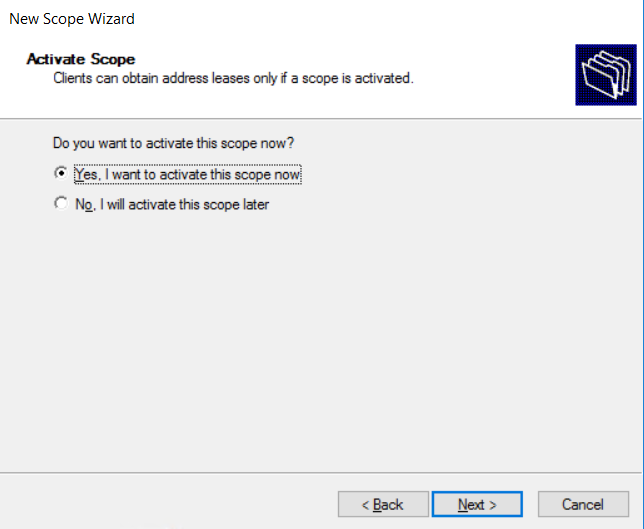 New Scope Wizard
Activate Scope
Clients can obtain address leases only if a scope is activated.
Do you want to activate this scope now?
Yes, I want to activate this scope now
No, I will activate this scope later
< Back
Next >
Cancel